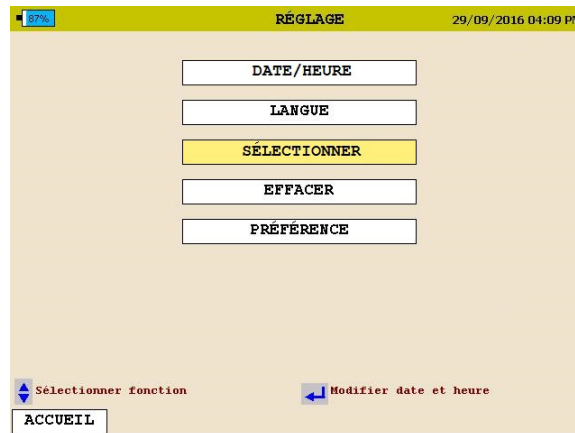 87% RÉGLAGE 29/09/2016 04:09 PM
DATE/HEURE
LANGUE
SÉLECTIONNER
EFFACER
PRÉFÉRENCE
Sélectionner fonction Modifier date et heure
ACCUEIL